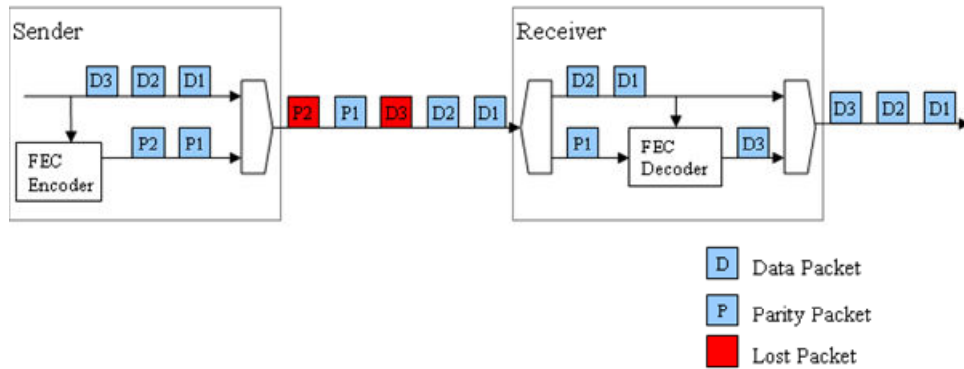 Sender
Receiver
D3 D2 D1
P2 P1 D3 D2 D1
D2 D1
D3 D2 D1
P2 P1
P1
D3
FEC
Encoder
FEC
Decoder
D Data Packet
P Parity Packet
Lost Packet